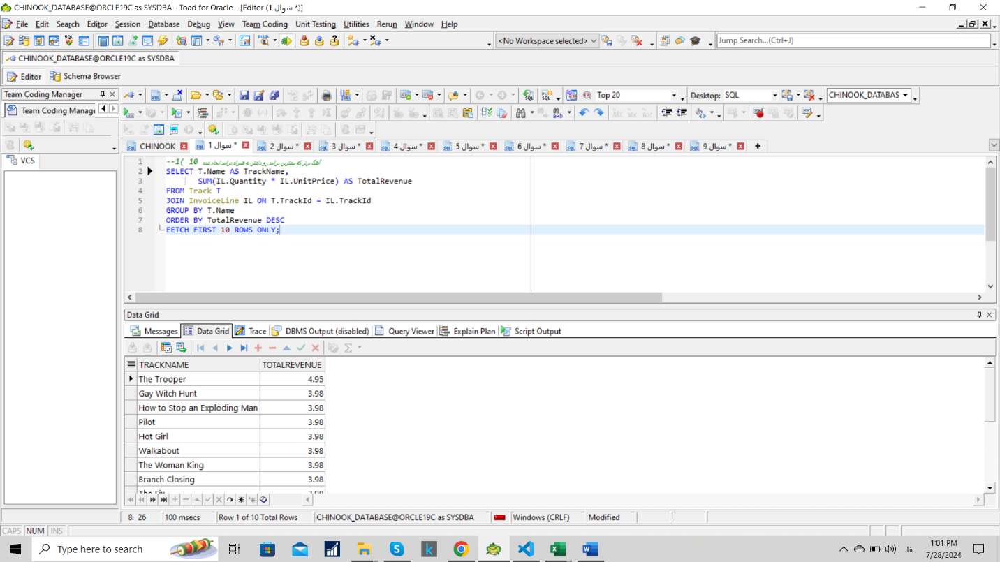 CHINOOK_DATABASE@ORCLE19C as SYSDBA - Toad for Oracle - [Editor (سوال 1 *)]
File Edit Search Editor Session Database Debug View Team Coding Unit Testing Utilities Rerun Window Help
<No Workspace selected> Jump Search...(Ctrl+J)
CHINOOK_DATABASE@ORCLE19C as SYSDBA
Editor Schema Browser
Team Coding Manager Top 20 Desktop: SQL CHINOOK_DATABAS
Team Coding Manage
CHINOOK سوال 1 * سوال 2 * سوال 3 * سوال 4 * سوال 5 * سوال 6 * سوال 7 * سوال 8 * سوال 9 *
VCS
1 --1( 10 آهنگ برتر که بیشترین درامد رو داشتن به همراه درامد ایجاد شده
2 SELECT T.Name AS TrackName,
3 SUM(IL.Quantity * IL.UnitPrice) AS TotalRevenue
4 FROM Track T
5 JOIN InvoiceLine IL ON T.TrackId = IL.TrackId
6 GROUP BY T.Name
7 ORDER BY TotalRevenue DESC
8 FETCH FIRST 10 ROWS ONLY;
Data Grid
Messages Data Grid Trace DBMS Output (disabled) Query Viewer Explain Plan Script Output
TRACKNAME TOTALREVENUE
The Trooper 4.95
Gay Witch Hunt 3.98
How to Stop an Exploding Man 3.98
Pilot 3.98
Hot Girl 3.98
Walkabout 3.98
The Woman King 3.98
Branch Closing 3.98
The Fix 3.98
8: 26 100 msecs Row 1 of 10 Total Rows CHINOOK_DATABASE@ORCLE19C as SYSDBA Windows (CRLF) Modified
CAPS NUM INS
Type here to search
فا
1:01 PM
7/28/2024